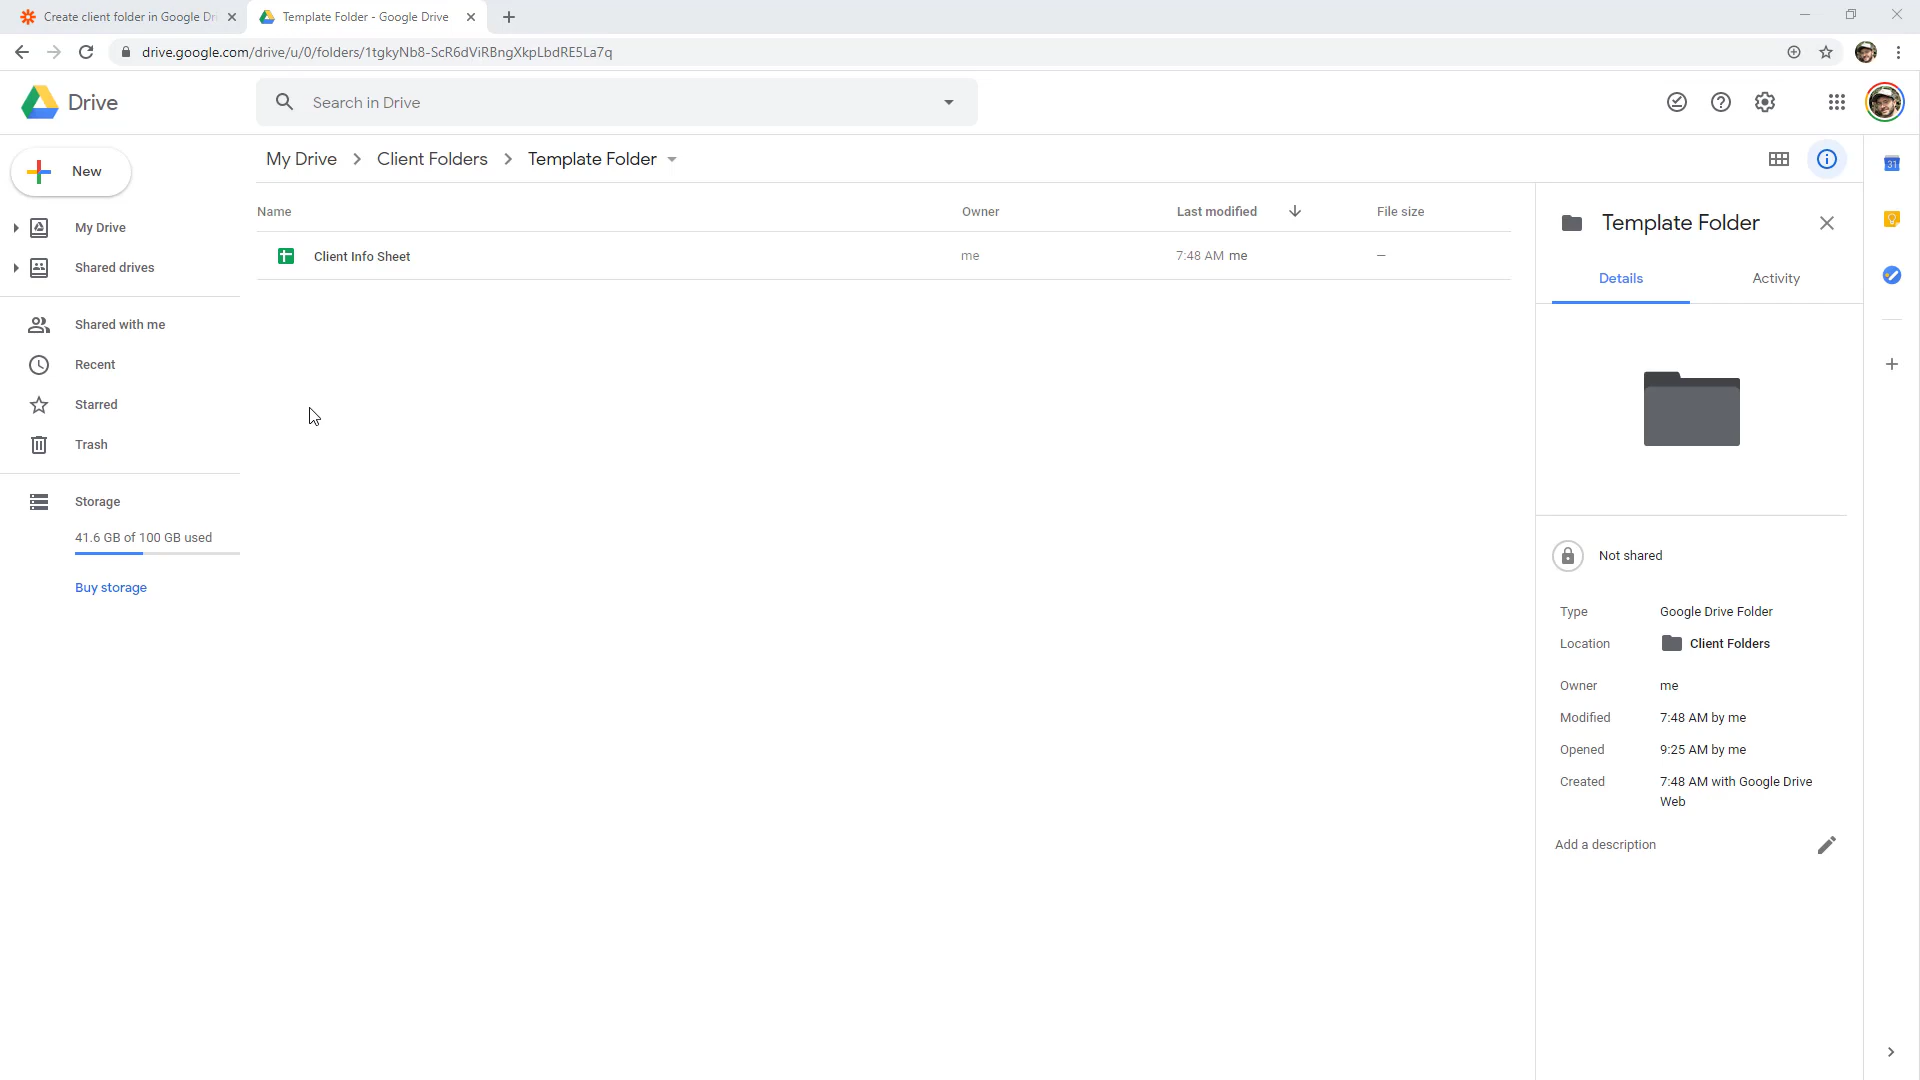 Create client folder in Google Dri
Template Folder - Google Drive
drive.google.com/drive/u/0/folders/1tgkyNb8-ScR6dViRBngXkpLbdRE5La7q
Drive
Search in Drive
My Drive
Client Folders
Template Folder
New
31
Name
Owner
Last modified
File size
Template Folder
My Drive
Client Info Sheet
me
7:48 AM me
—
Shared drives
Details
Activity
Shared with me
Recent
Starred
Trash
Storage
41.6 GB of 100 GB used
Buy storage
Not shared
Type
Google Drive Folder
Location
Client Folders
Owner
me
Modified
7:48 AM by me
Opened
9:25 AM by me
Created
7:48 AM with Google Drive
Web
Add a description